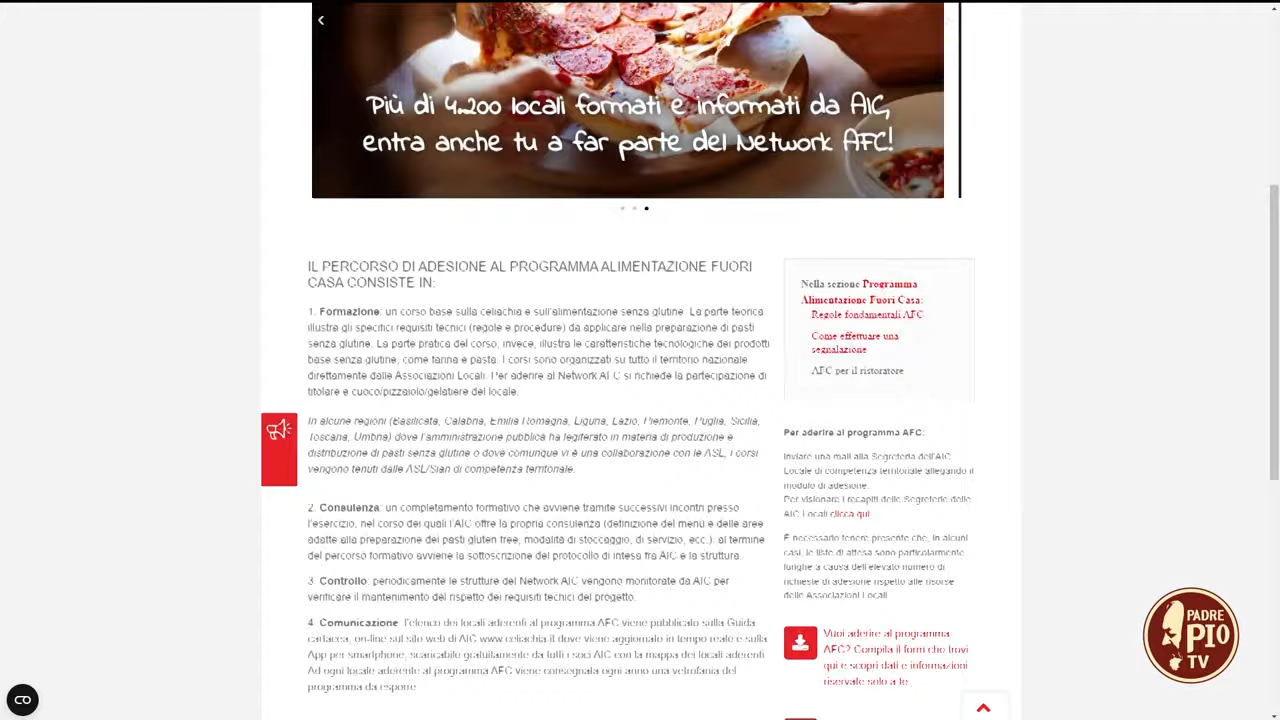 Più di 4.200 locali formati e informati da AIC,
entra anche tu a far parte del Network AFC!
IL PERCORSO DI ADESIONE AL PROGRAMMA ALIMENTAZIONE FUORI
CASA CONSISTE IN:
1. Formazione: un corso base sulla celiachia e sull'alimentazione senza glutine. La parte teorica
illustra gli specifici requisiti tecnici (regole e procedure) da applicare nella preparazione di pasti
senza glutine. La parte pratica del corso, invece, illustra le caratteristiche tecnologiche dei prodotti
base senza glutine, come farina e pasta. I corsi sono organizzati su tutto il territorio nazionale
direttamente dalle Associazioni Locali. Per aderire al Network AFC si richiede la partecipazione di
titolare e cuoco/pizzaiolo/gelatiere del locale.
In alcune regioni (Basilicata, Calabria, Emilia Romagna, Liguria, Lazio, Piemonte, Puglia, Sicilia,
Toscana, Umbria) dove l'amministrazione pubblica ha legiferato in materia di produzione e
distribuzione di pasti senza glutine o dove comunque vi è una collaborazione con le ASL, i corsi
vengono tenuti dalle ASL/Sian di competenza territoriale.
2. Consulenza: un completamento formativo che avviene tramite successivi incontri presso
l'esercizio, nel corso dei quali l'AIC offre la propria consulenza (definizione del menù e delle aree
adatte alla preparazione dei pasti gluten free, modalità di stoccaggio, di servizio, ecc.). al termine
del percorso formativo avviene la sottoscrizione del protocollo di intesa fra AIC e la struttura.
3. Controllo: periodicamente le strutture del Network AIC vengono monitorate da AIC per
verificare il mantenimento del rispetto dei requisiti tecnici del progetto.
4. Comunicazione: l'elenco dei locali aderenti al programma AFC viene pubblicato sulla Guida
cartacea, on-line sul sito web di AIC www.celiachia.it dove viene aggiornato in tempo reale e sulla
App per smartphone, scaricabile gratuitamente da tutti i soci AIC con la mappa dei locali aderenti
Ad ogni locale aderente al programma AFC viene consegnata ogni anno una vetrofania del
programma da esporre
Nella sezione Programma
Alimentazione Fuori Casa:
Regole fondamentali AFC
Come effettuare una
segnalazione
AFC per il ristoratore
Per aderire al programma AFC:
Inviare una mail alla Segreteria dell'AIC
Locale di competenza territoriale allegando il
modulo di adesione.
Per visionare i recapiti delle Segreterie delle
AIC Locali clicca qui
È necessario tenere presente che, in alcuni
casi, le liste di attesa sono particolarmente
lunghe a causa dell'elevato numero di
richieste di adesione rispetto alle risorse
delle Associazioni Locali
Vuoi aderire al programma
AFC? Compila il form che trovi
qui e scopri dati e informazioni
riservate solo a te
PADRE
PIO
TV